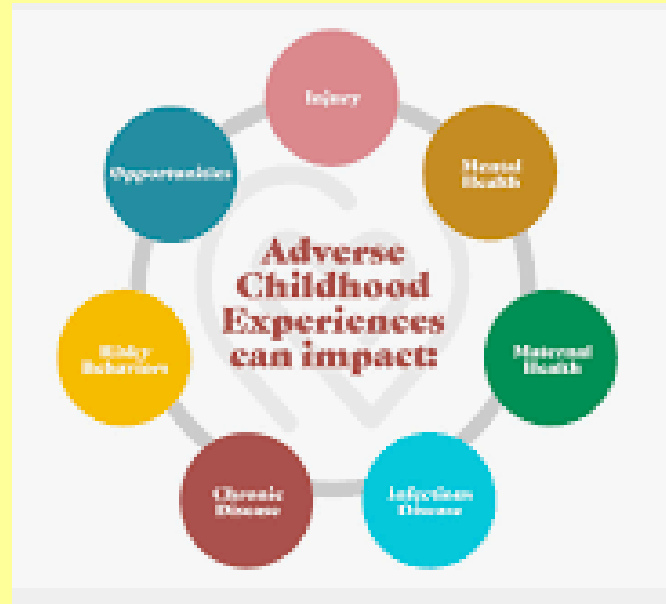 Adverse
Childhood
Experiences
can impact:
Injury
Mental
Health
Maternal
Health
Infectious
Disease
Chronic
Disease
Risky
Behaviors
Opportunities